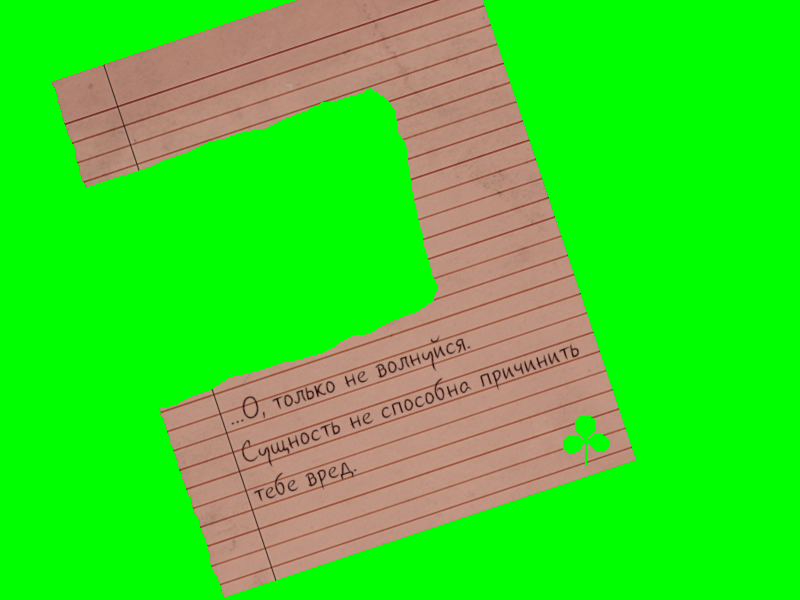 ...О, только не волнуйся.
Сущность не способна причинить
тебе вред.